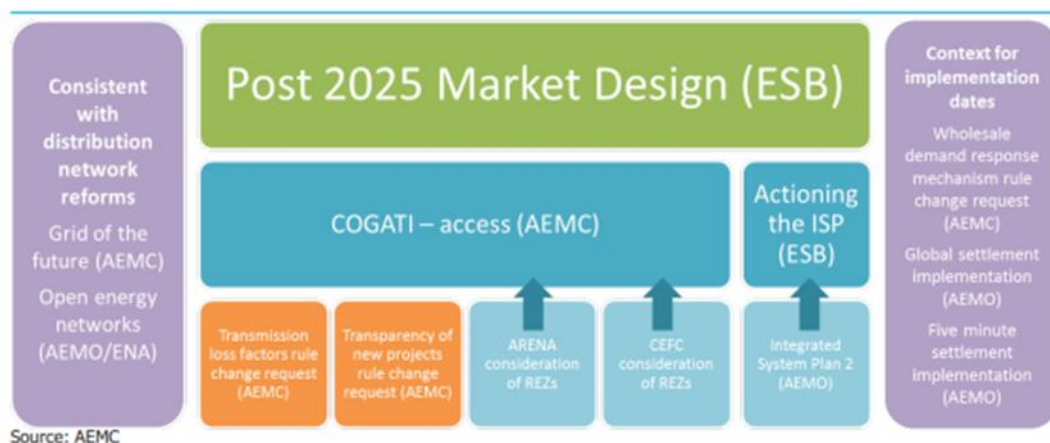 Consistent
with
distribution
network
reforms
Grid of the
future (AEMC)
Open energy
networks
(AEMO/ENA)
Post 2025 Market Design (ESB)
COGATI – access (AEMC)
Actioning
the ISP
(ESB)
Transmission
loss factors rule
change request
(AEMC)
Transparency of
new projects
rule change
request (AEMC)
ARENA
consideration
of REZs
CEFC
consideration
of REZs
Integrated
System Plan 2
(AEMO)
Context for
implementation
dates
Wholesale
demand response
mechanism rule
change request
(AEMC)
Global settlement
implementation
(AEMO)
Five minute
settlement
implementation
(AEMO)
Source: AEMC